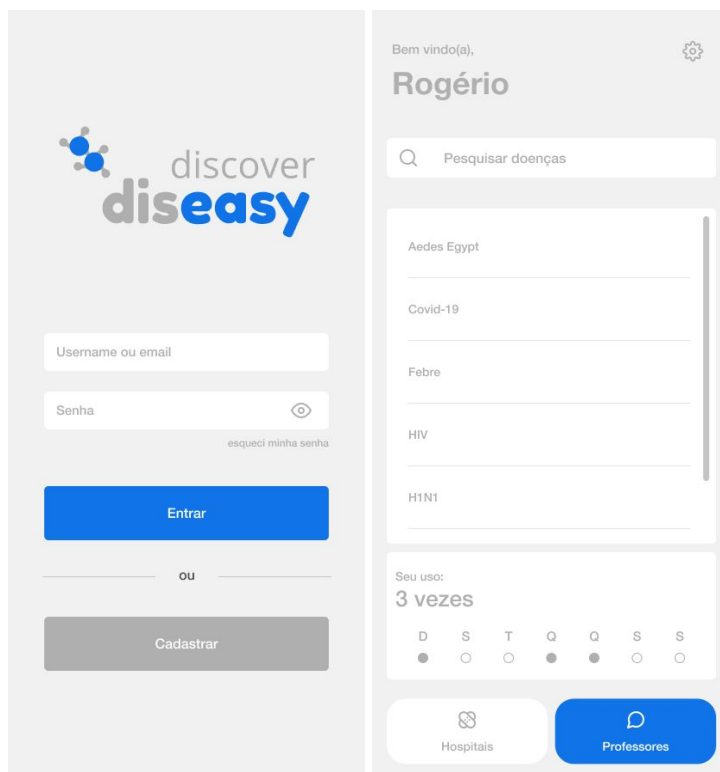 discover
diseasy
Username ou email
Senha
esqueci minha senha
Entrar
ou
Cadastrar
Bem vindo(a),
Rogério
Pesquisar doenças
Aedes Egypt
Covid-19
Febre
HIV
H1N1
Seu uso:
3 vezes
D S T Q Q S S
Hospitais
Professores